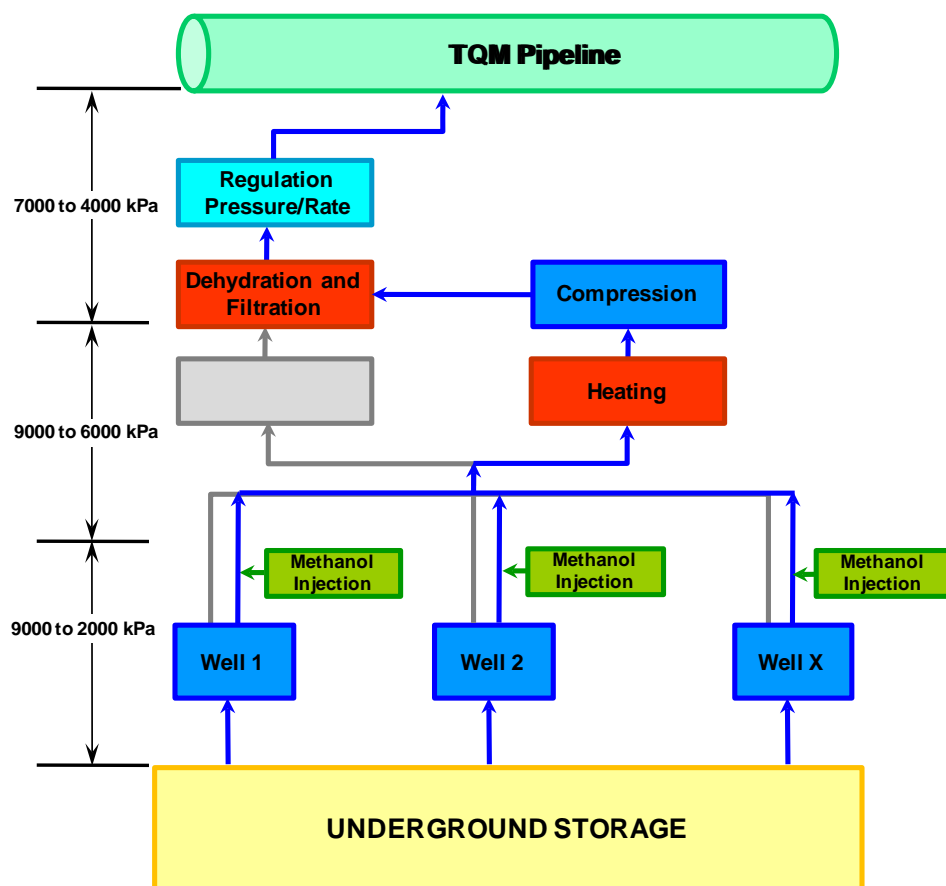 TQM Pipeline
Regulation
Pressure/Rate
7000 to 4000 kPa
Dehydration and
Filtration
Compression
Heating
9000 to 6000 kPa
Methanol
Injection
Methanol
Injection
Methanol
Injection
9000 to 2000 kPa
Well 1
Well 2
Well X
UNDERGROUND STORAGE